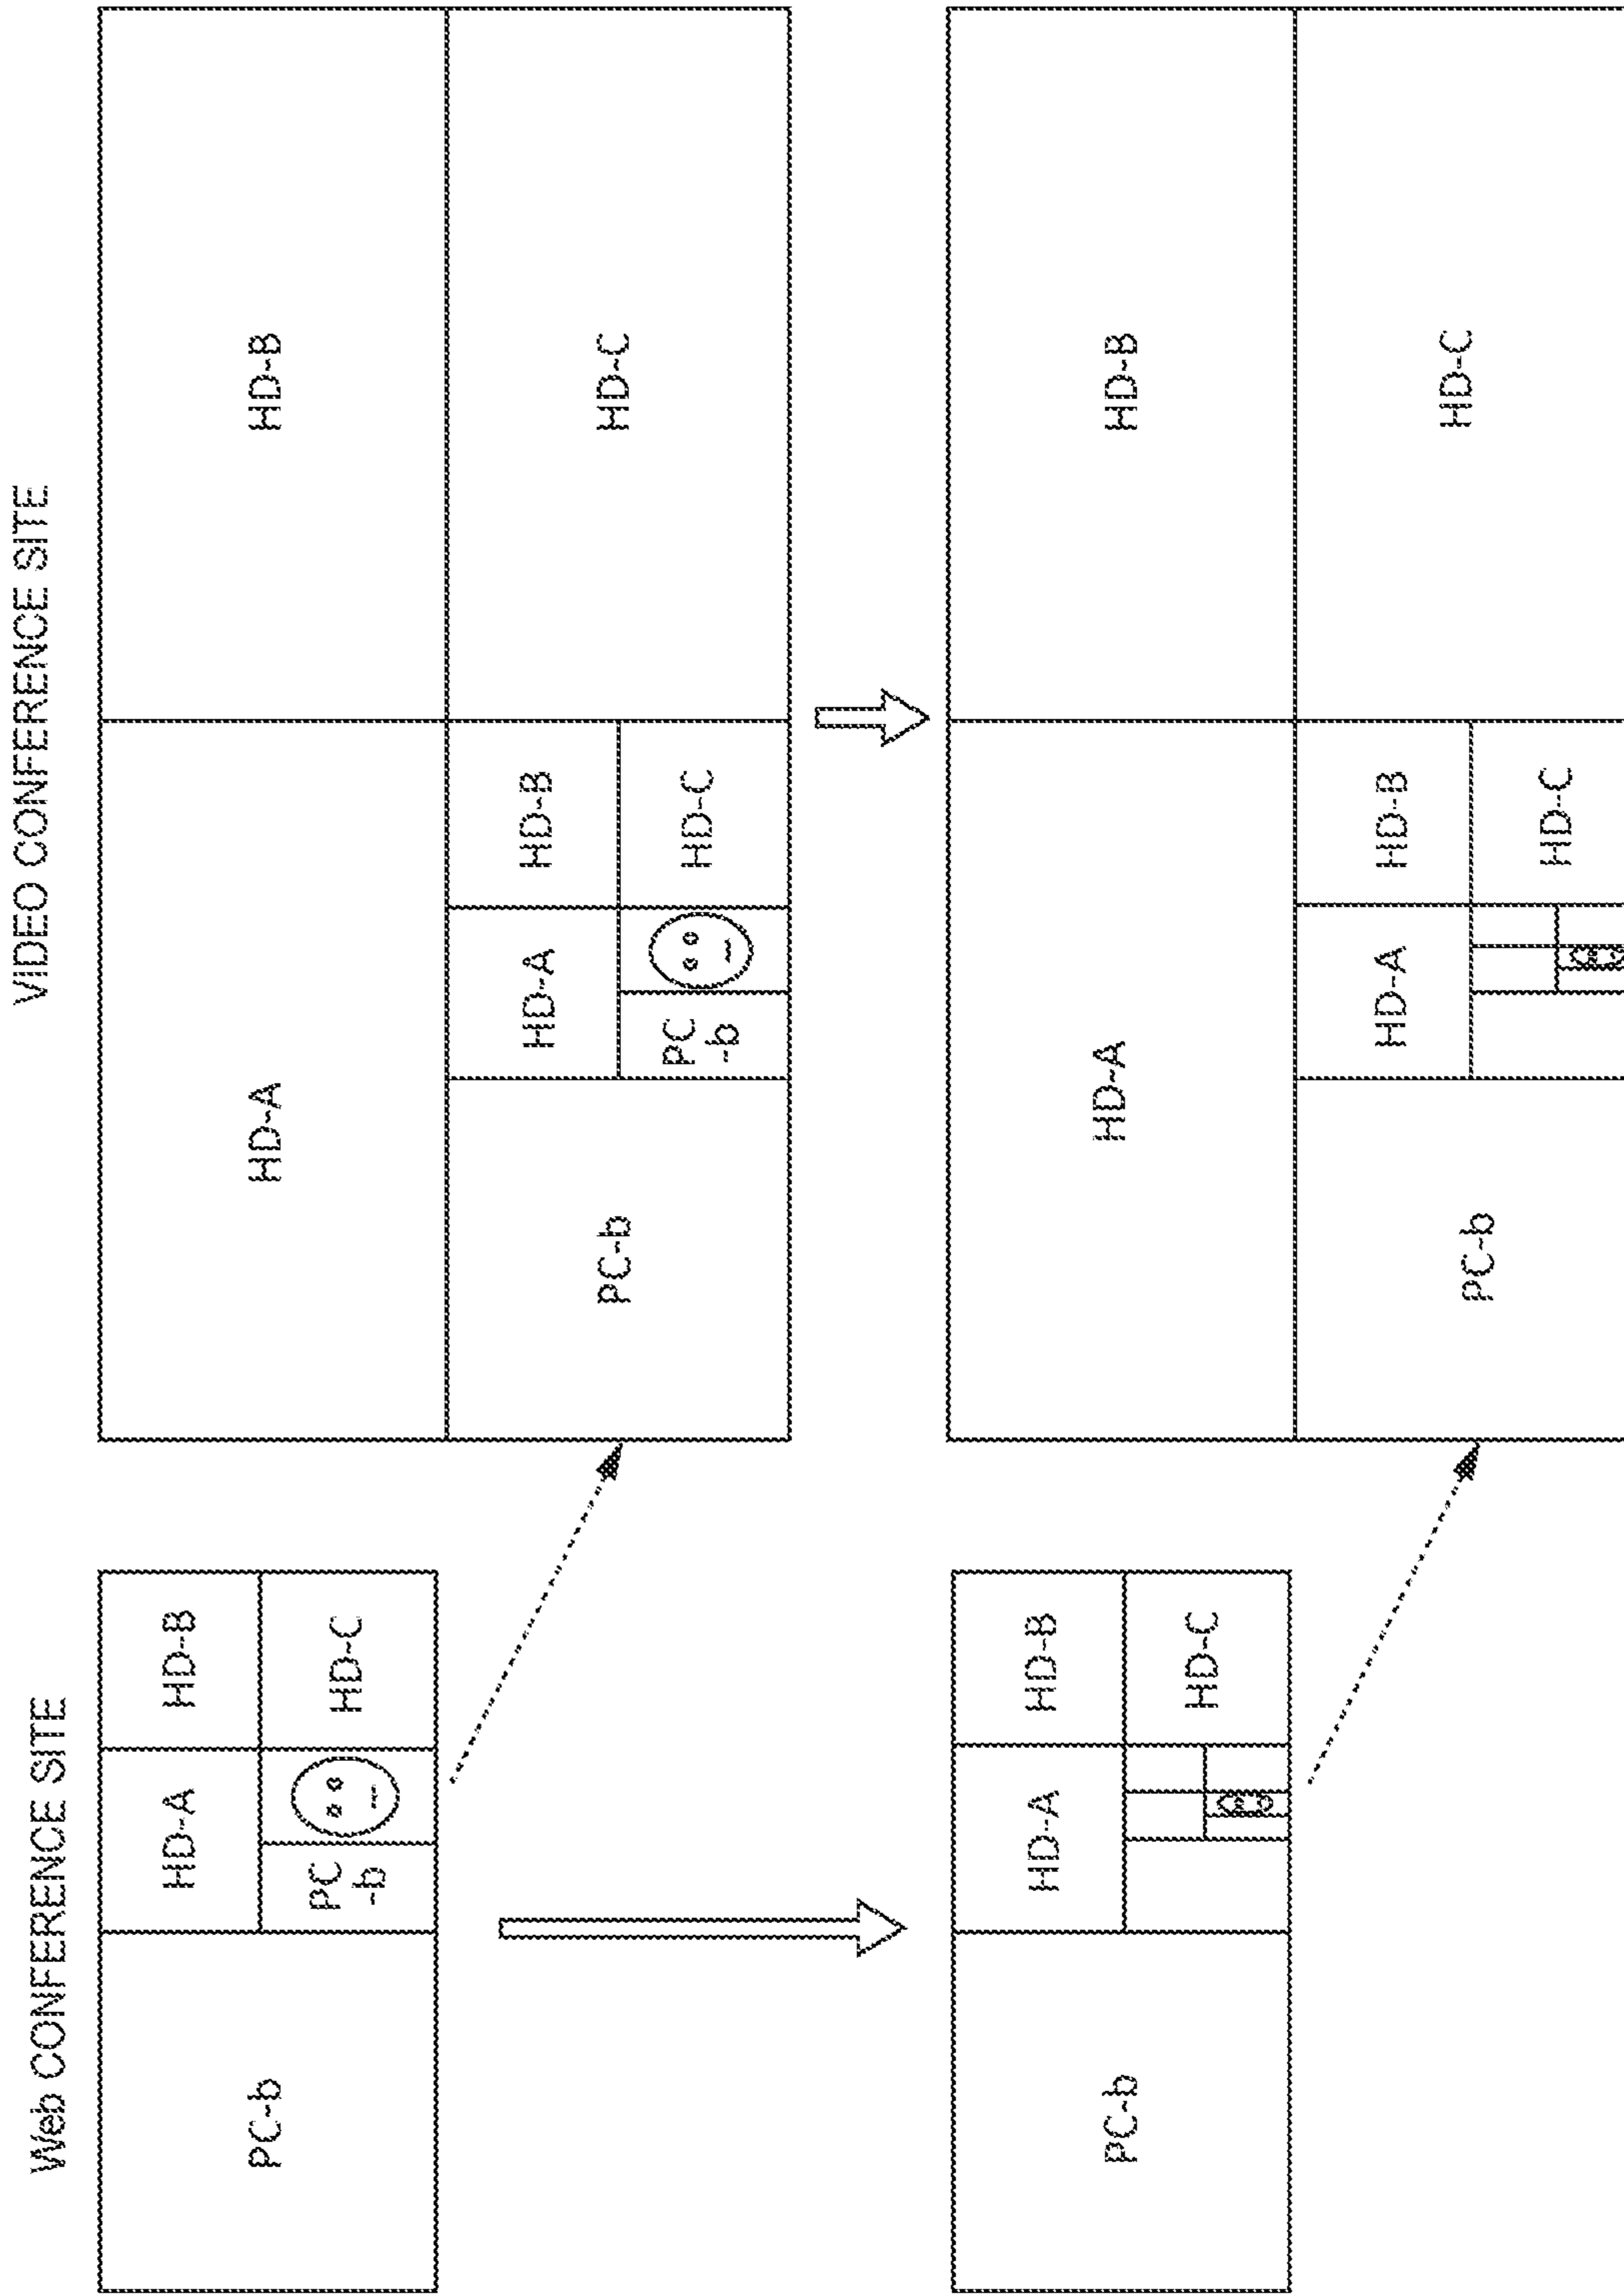 Web CONFERENCE SITE
VIDEO CONFERENCE SITE
PC-b
HD-A
HD-B
PC
-b
HD-C
HD-A
HD-B
PC-b
HD-A
HD-B
PC
-b
HD-C
HD-C
PC-b
HD-A
HD-B
HD-C
HD-A
HD-B
PC-b
HD-A
HD-B
HD-C
HD-C